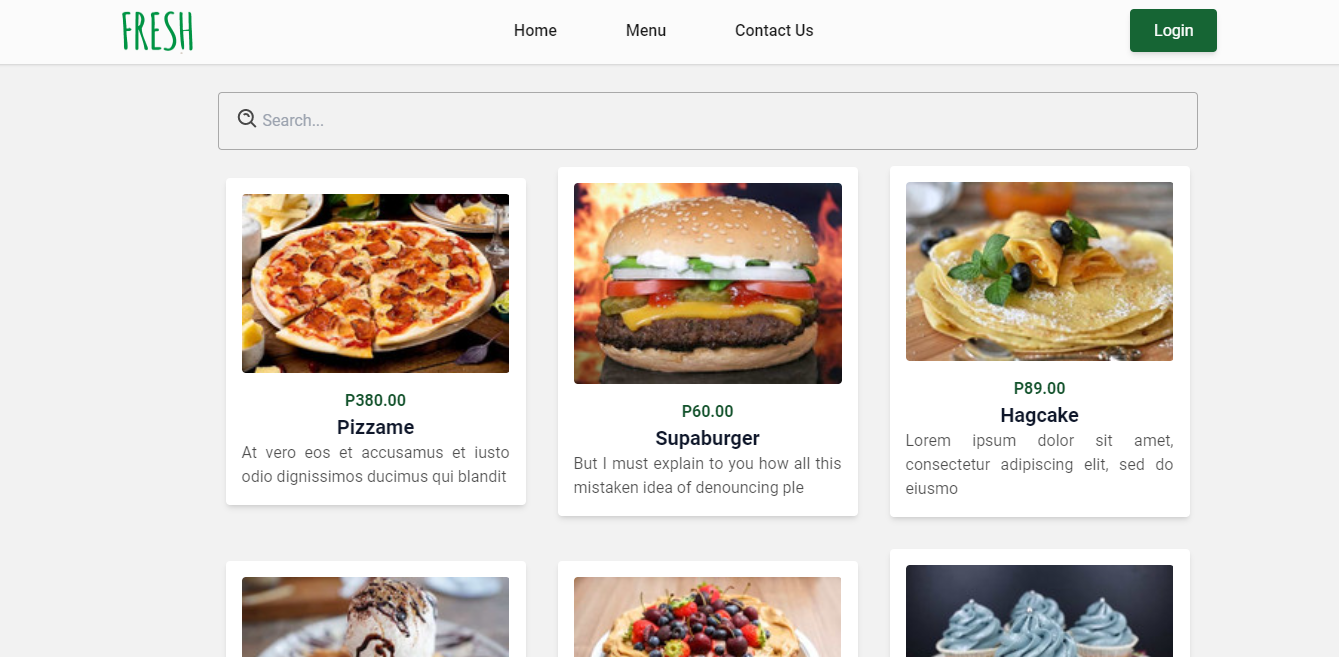 FRESH
Home
Menu
Contact Us
Login
Search...
P380.00
Pizzame
At vero eos et accusamus et iusto
odio dignissimos ducimus qui blandit
P60.00
Supaburger
But I must explain to you how all this
mistaken idea of denouncing ple
P89.00
Hagcake
Lorem ipsum dolor sit amet,
consectetur adipiscing elit, sed do
eiusmo